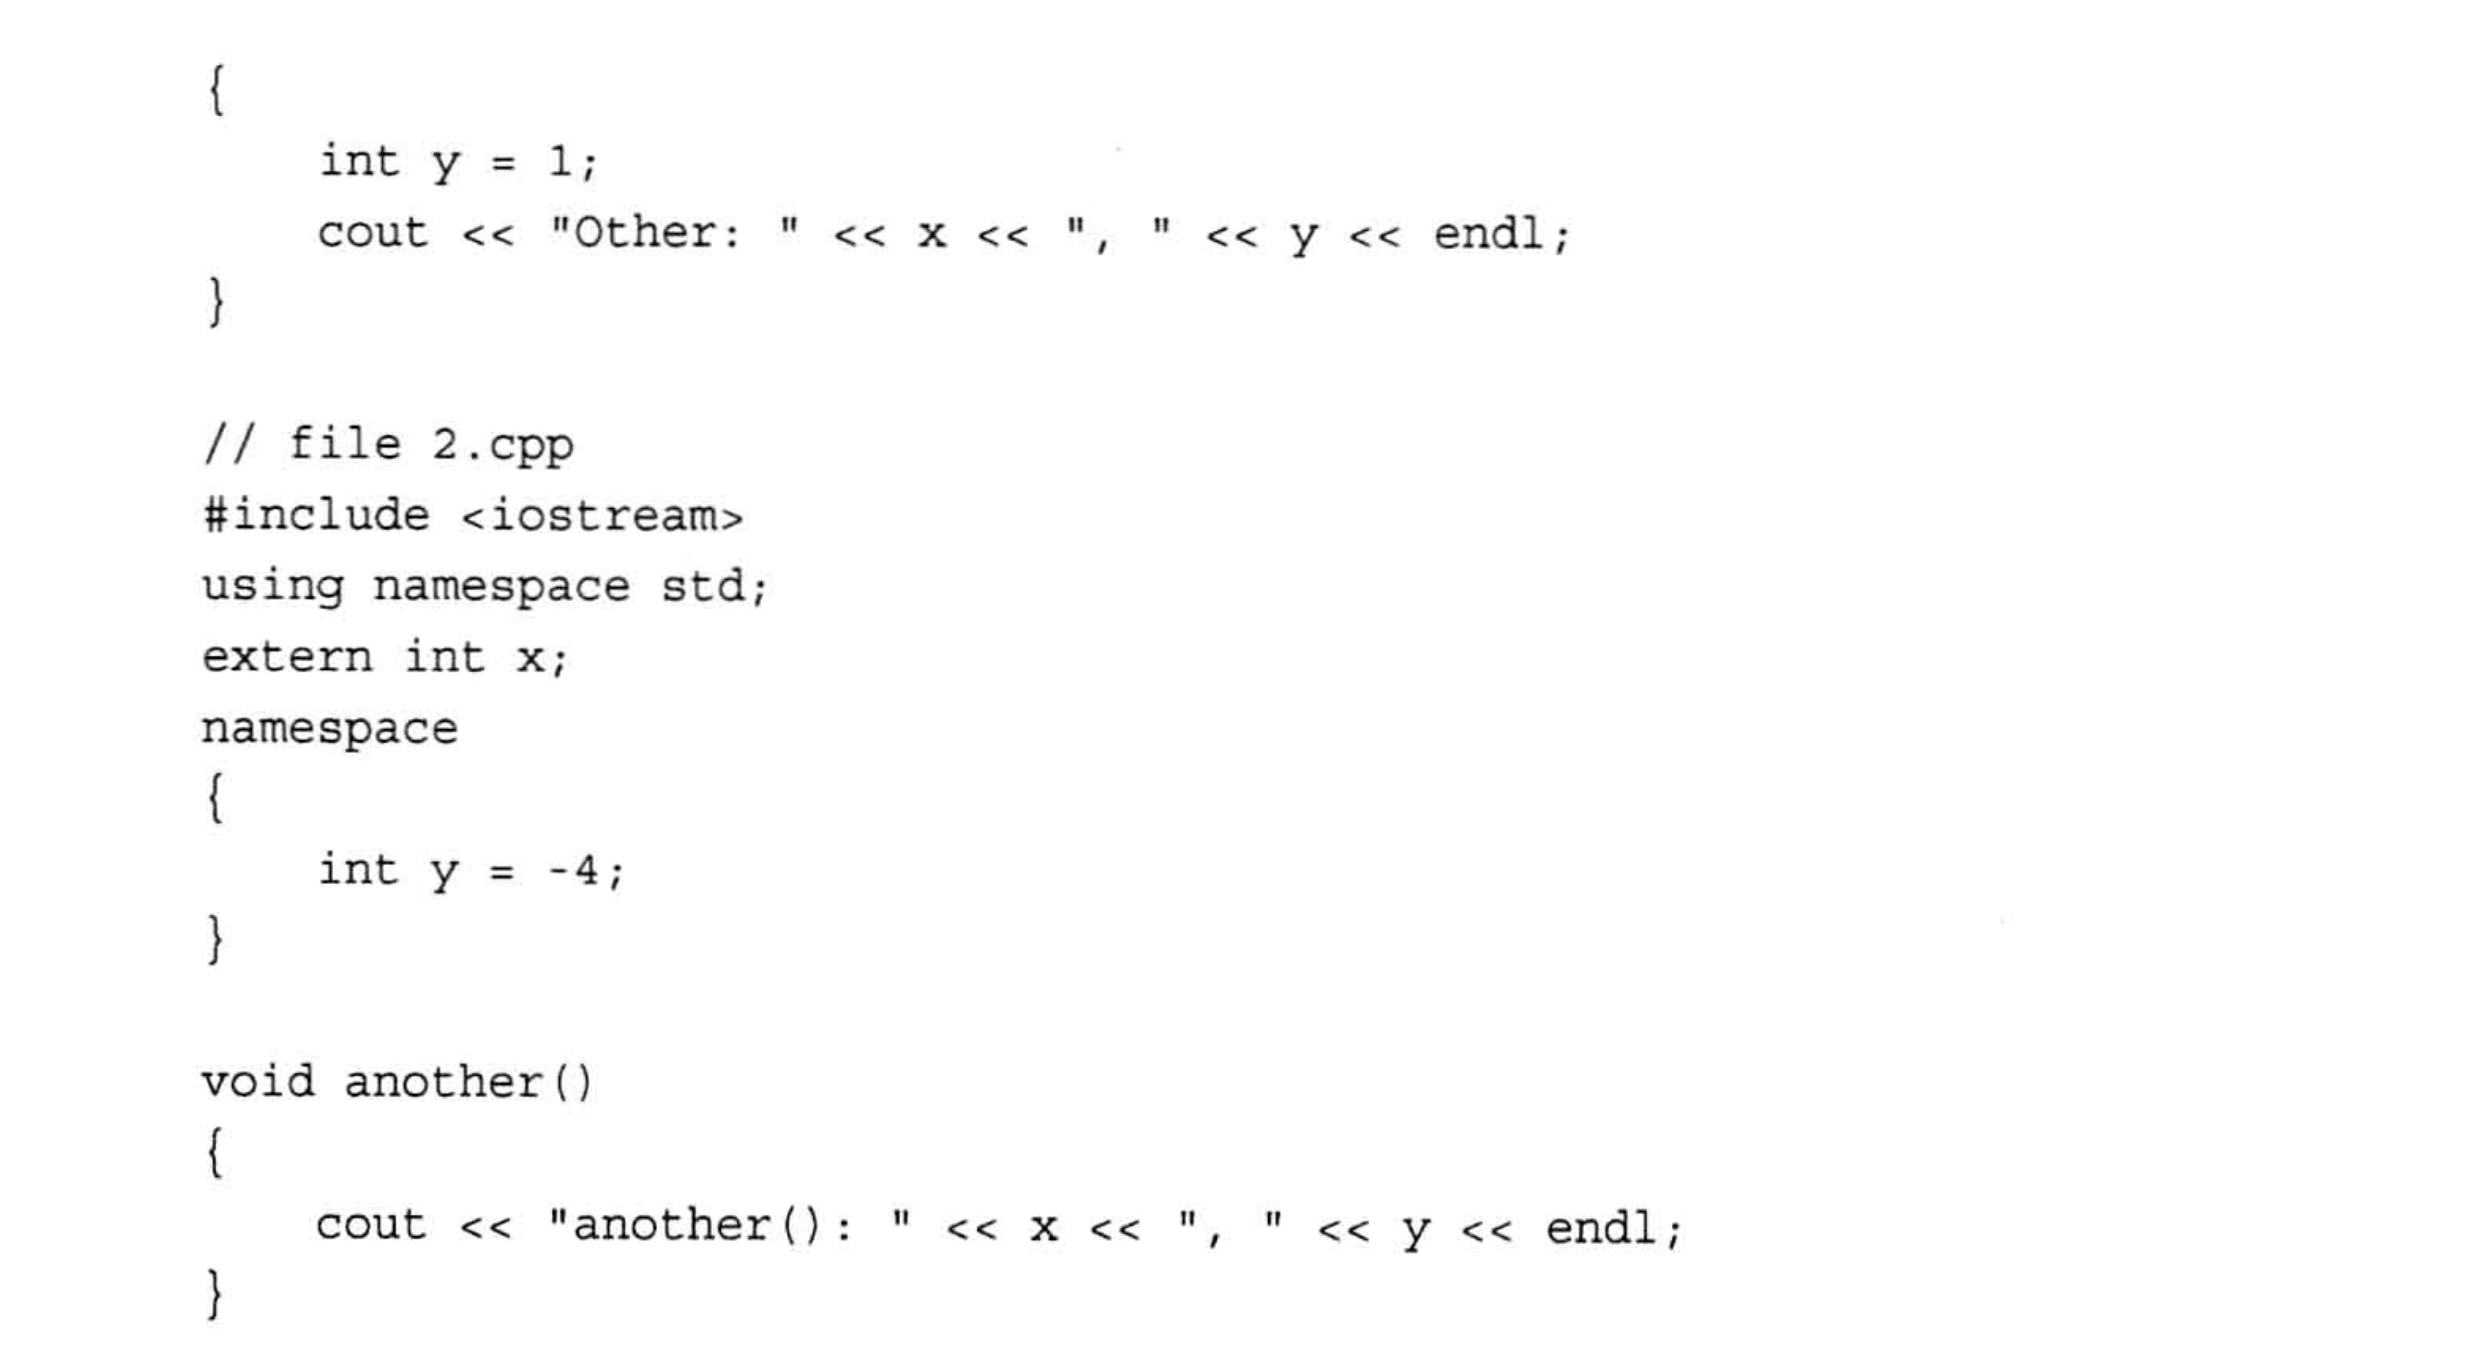 {
    int y = 1;
    cout << "Other: " << x << ", " << y << endl;
}
// file 2.cpp
#include <iostream>
using namespace std;
extern int x;
namespace
{
    int y = -4;
}
void another()
{
    cout << "another(): " << x << ", " << y << endl;
}